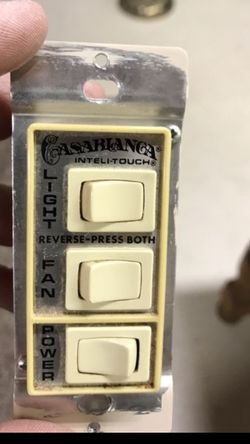 CASABLANCA
INTELI-TOUCH®
LIGHT
REVERSE-PRESS BOTH
FAN
POWER